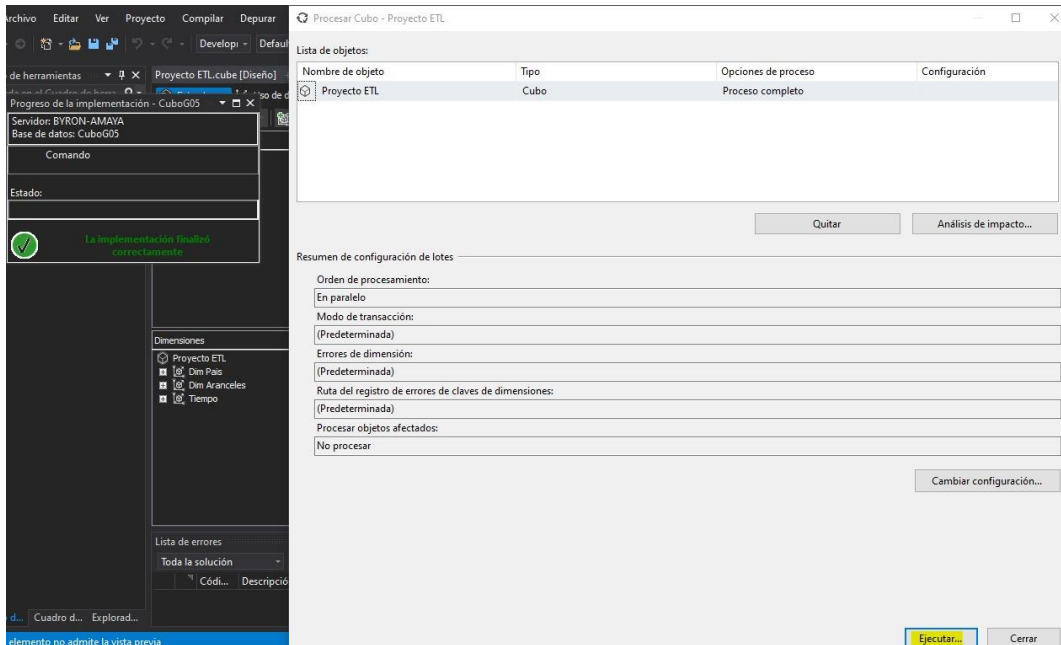 Archivo Editar Ver Proyecto Compilar Depurar
Develop Defaul
de herramientas
Proyecto ETL.cube [Diseño]
Progreso de la implementación - CuboG05
Servidor: BYRON-AMAYA
Base de datos: CuboG05
Comando
Estado:
La implementación finalizó
correctamente
Dimensiones
Proyecto ETL
Dim Pais
Dim Aranceles
Tiempo
Lista de errores
Toda la solución
Códi... Descripció
d... Cuadro d... Explorad...
elemento no admite la vista previa
Procesar Cubo - Proyecto ETL
Lista de objetos:
Nombre de objeto Tipo Opciones de proceso Configuración
Proyecto ETL Cubo Proceso completo
Quitar Análisis de impacto...
Resumen de configuración de lotes
Orden de procesamiento:
En paralelo
Modo de transacción:
(Predeterminada)
Errores de dimensión:
(Predeterminada)
Ruta del registro de errores de claves de dimensiones:
(Predeterminada)
Procesar objetos afectados:
No procesar
Cambiar configuración...
Ejecutar... Cerrar